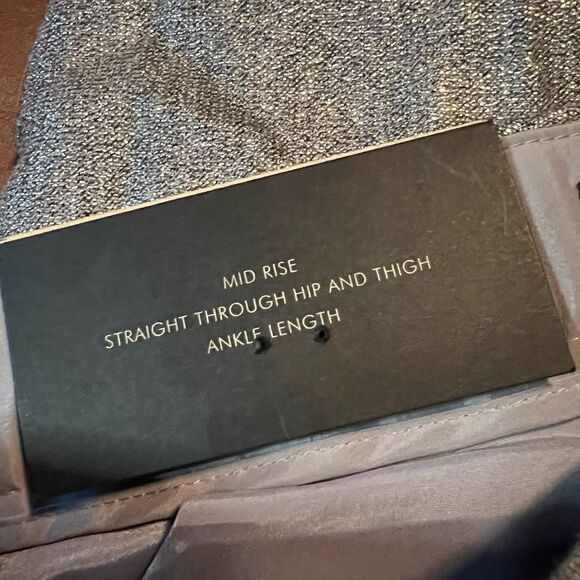 MID RISE
STRAIGHT THROUGH HIP AND THIGH
ANKLE LENGTH